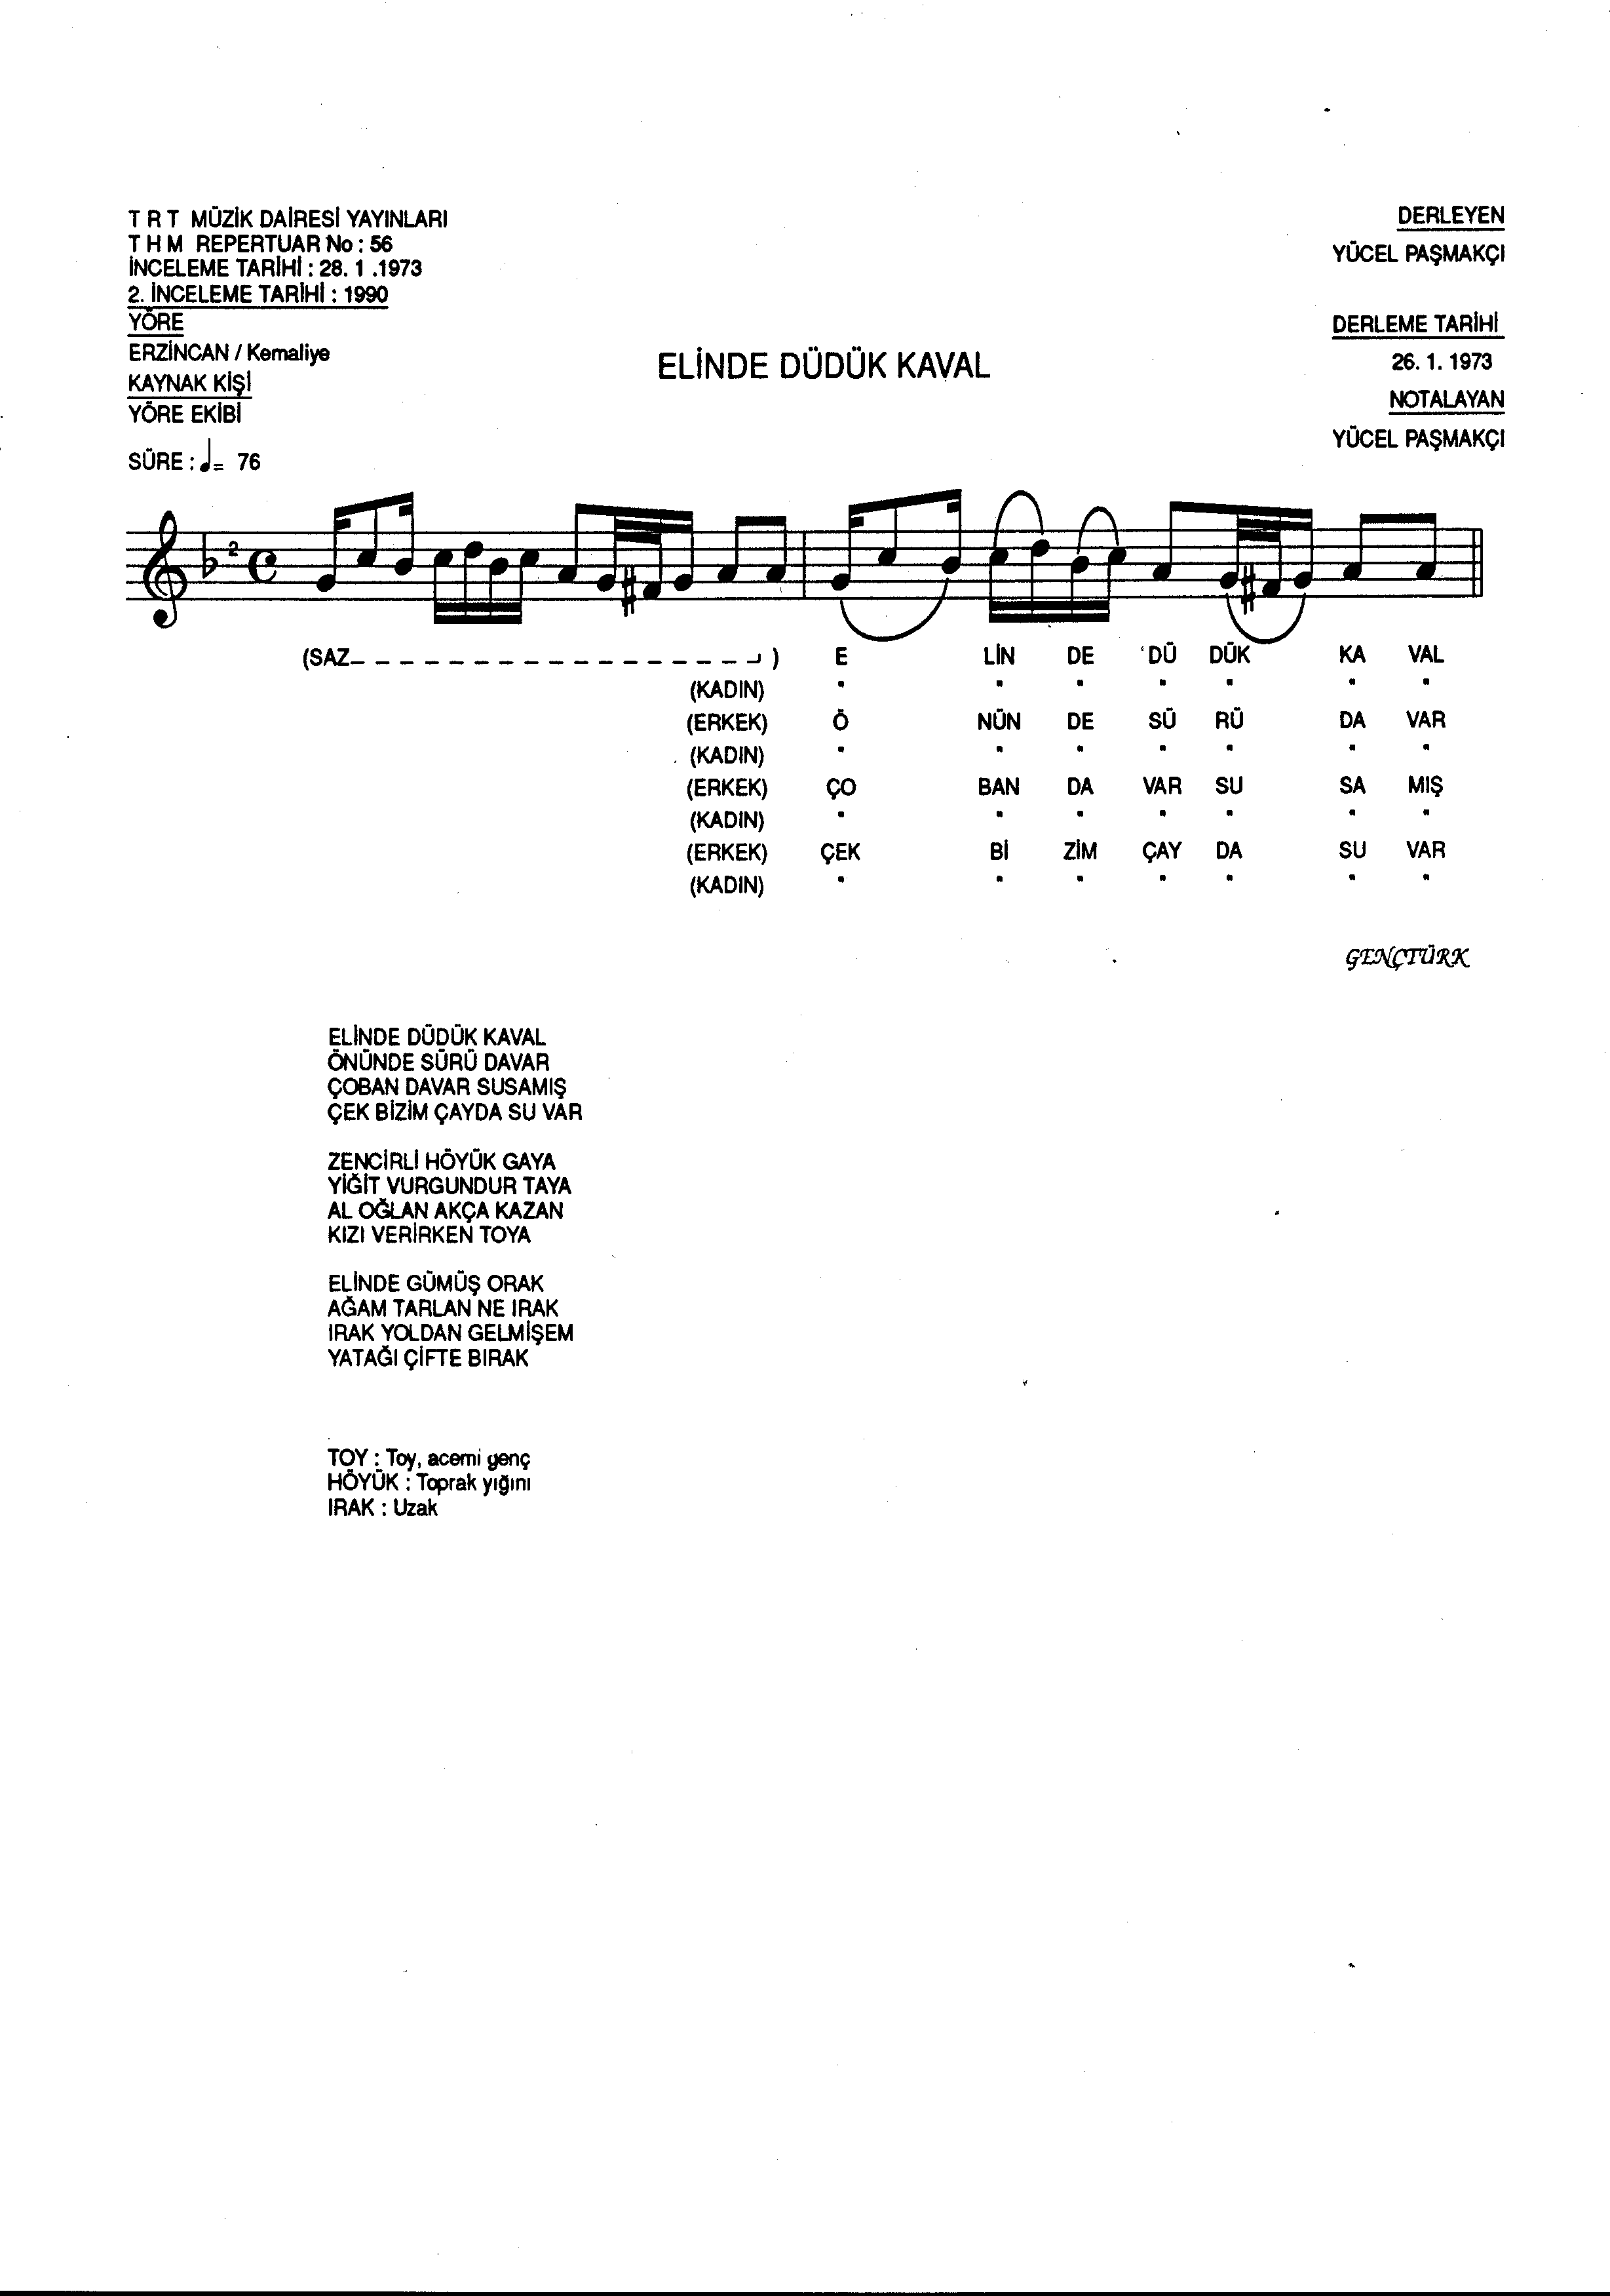 T R T MÜZİK DAİRESİ YAYINLARI
T H M REPERTUAR No : 56
İNCELEME TARİHİ : 28. 1 .1973
2. İNCELEME TARİHİ : 1990
YÖRE
ERZİNCAN / Kemaliye
KAYNAK KİŞİ
YÖRE EKİBİ
SÜRE : ♩= 76
ELİNDE DÜDÜK KAVAL
DERLEYEN
YÜCEL PAŞMAKÇI
DERLEME TARİHİ
26. 1. 1973
NOTALAYAN
YÜCEL PAŞMAKÇI
2
(SAZ_ _ _ _ _ _ _ _ _ _ _ _ _ _ _ _ _ ) E LİN DE DÜ DÜK KA VAL
(KADIN) " " " " " " "
(ERKEK) Ö NÜN DE SÜ RÜ DA VAR
(KADIN) " " " " " " "
(ERKEK) ÇO BAN DA VAR SU SA MIŞ
(KADIN) " " " " " " "
(ERKEK) ÇEK Bİ ZİM ÇAY DA SU VAR
(KADIN) " " " " " " "
GENÇTÜRK
ELİNDE DÜDÜK KAVAL
ÖNÜNDE SÜRÜ DAVAR
ÇOBAN DAVAR SUSAMIŞ
ÇEK BİZİM ÇAYDA SU VAR
ZENCİRLİ HÖYÜK GAYA
YİĞİT VURGUNDUR TAYA
AL OĞLAN AKÇA KAZAN
KIZI VERİRKEN TOYA
ELİNDE GÜMÜŞ ORAK
AĞAM TARLAN NE IRAK
IRAK YOLDAN GELMİŞEM
YATAĞI ÇİFTE BIRAK
TOY : Toy, acemi genç
HÖYÜK : Toprak yığını
IRAK : Uzak